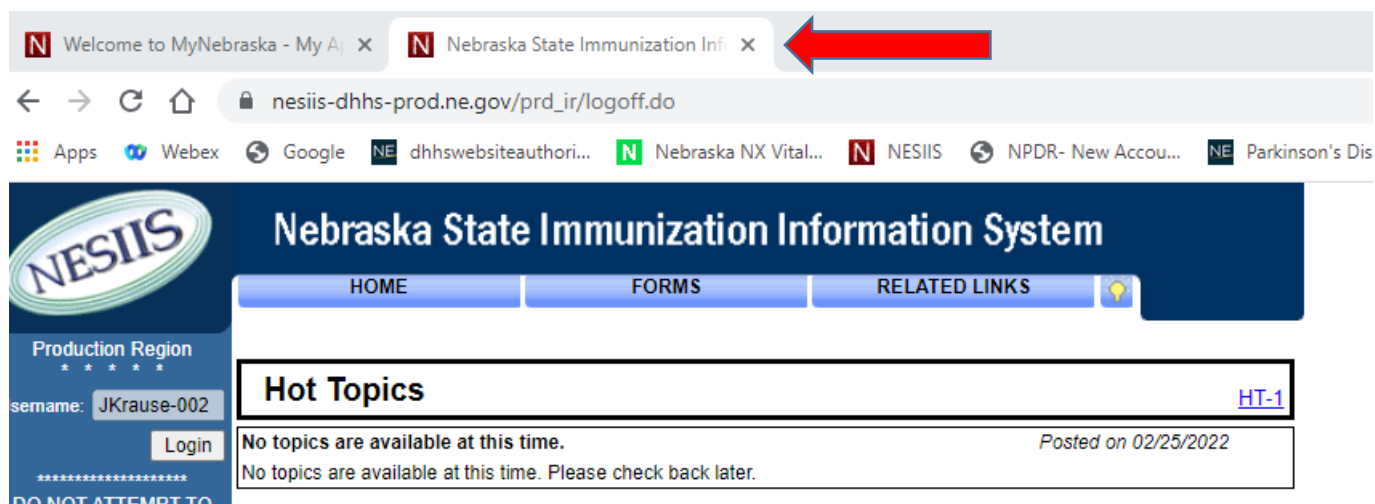 Welcome to MyNebraska - My A
Nebraska State Immunization Inf
nesiis-dhhs-prod.ne.gov/prd_ir/logoff.do
Apps Webex Google NE dhhswebsiteauthori... N Nebraska NX Vital... N NESIIS NPDR- New Accou... NE Parkinson's Dis
NESIIS
Nebraska State Immunization Information System
HOME FORMS RELATED LINKS
Production Region
* * * * *
sername: JKrause-002
Login
********************
DO NOT ATTEMPT TO
Hot Topics
HT-1
No topics are available at this time. Posted on 02/25/2022
No topics are available at this time. Please check back later.